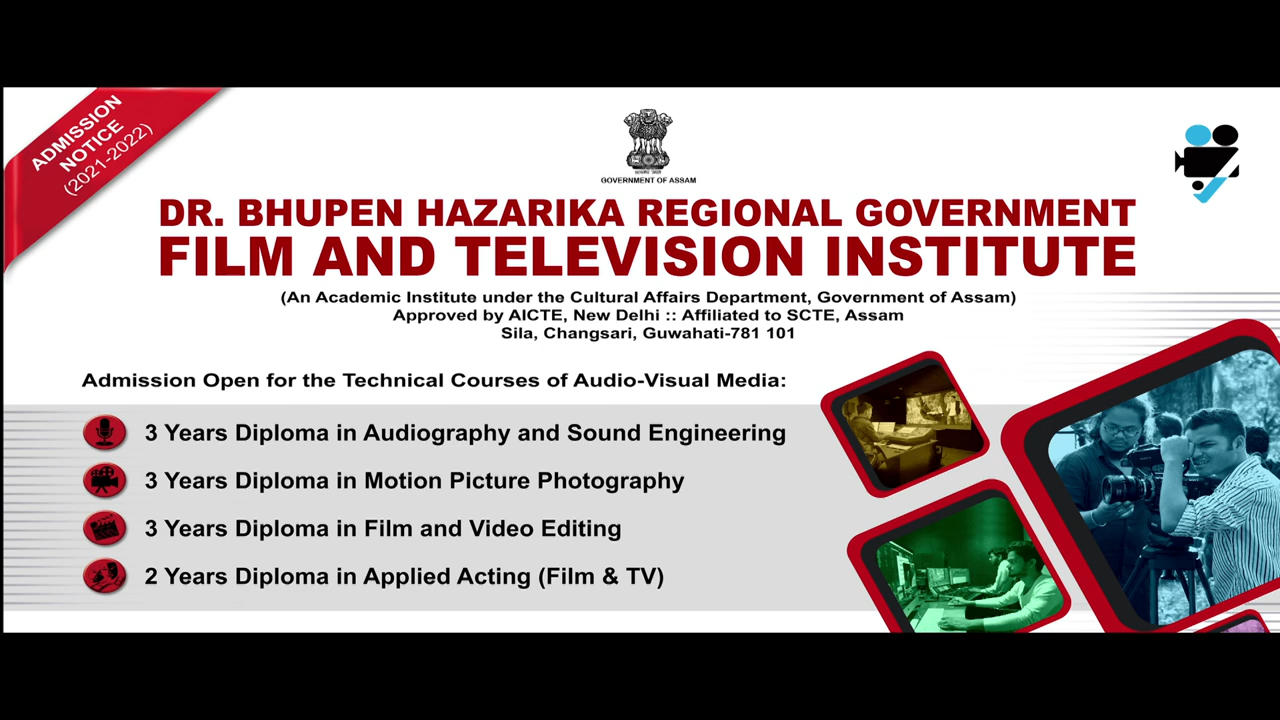 ADMISSION
NOTICE
(2021-2022)
GOVERNMENT OF ASSAM
DR. BHUPEN HAZARIKA REGIONAL GOVERNMENT
FILM AND TELEVISION INSTITUTE
(An Academic Institute under the Cultural Affairs Department, Government of Assam)
Approved by AICTE, New Delhi :: Affiliated to SCTE, Assam
Sila, Changsari, Guwahati-781 101
Admission Open for the Technical Courses of Audio-Visual Media:
3 Years Diploma in Audiography and Sound Engineering
3 Years Diploma in Motion Picture Photography
3 Years Diploma in Film and Video Editing
2 Years Diploma in Applied Acting (Film & TV)